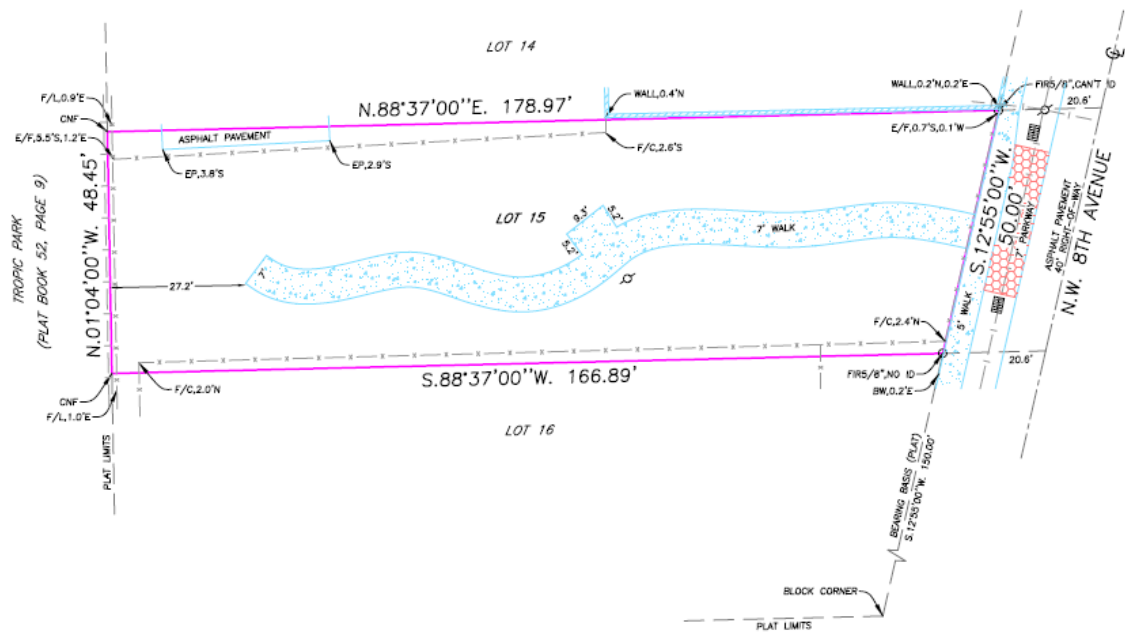 LOT 14
F/L,0.9'E
CNF
E/F,5.5'S,1.2'E
N.88°37'00"E. 178.97'
WALL,0.4'N
WALL,0.2'N,0.2'E
FIR5/8",CAN'T ID
℄
20.6'
E/F,0.7'S,0.1'W
ASPHALT PAVEMENT
EP,3.8'S
EP,2.9'S
F/C,2.6'S
TROPIC PARK
(PLAT BOOK 52, PAGE 9)
N.01°04'00"W. 48.45'
LOT 15
9.3'
5.2'
5.2'
7' WALK
7'
27.2'
S.12°55'00"W.
50.00'
7' PARKWAY
5' WALK
ASPHALT PAVEMENT
40' RIGHT-OF-WAY
N.W. 8TH AVENUE
F/C,2.4'N
20.6'
FIR5/8",NO ID
BW,0.2'E
S.88°37'00"W. 166.89'
F/C,2.0'N
CNF
F/L,1.0'E
LOT 16
PLAT LIMITS
BEARING BASIS (PLAT)
S.12°55'00"W. 150.00'
BLOCK CORNER
PLAT LIMITS